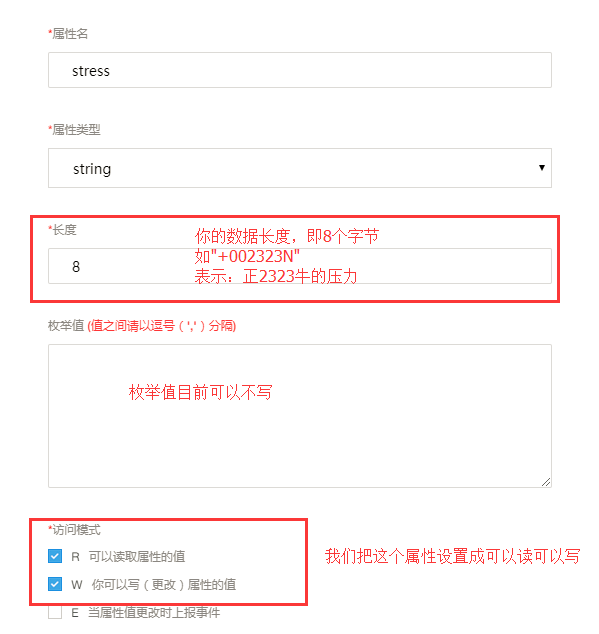 *属性名
stress
*属性类型
string
*长度
你的数据长度，即8个字节
如"+002323N"
8
表示：正2323牛的压力
枚举值 (值之间请以逗号 ( ',' ) 分隔)
枚举值目前可以不写
*访问模式
R 可以读取属性的值
我们把这个属性设置成可以读可以写
W 你可以写（更改）属性的值
E 当属性值更改时上报事件